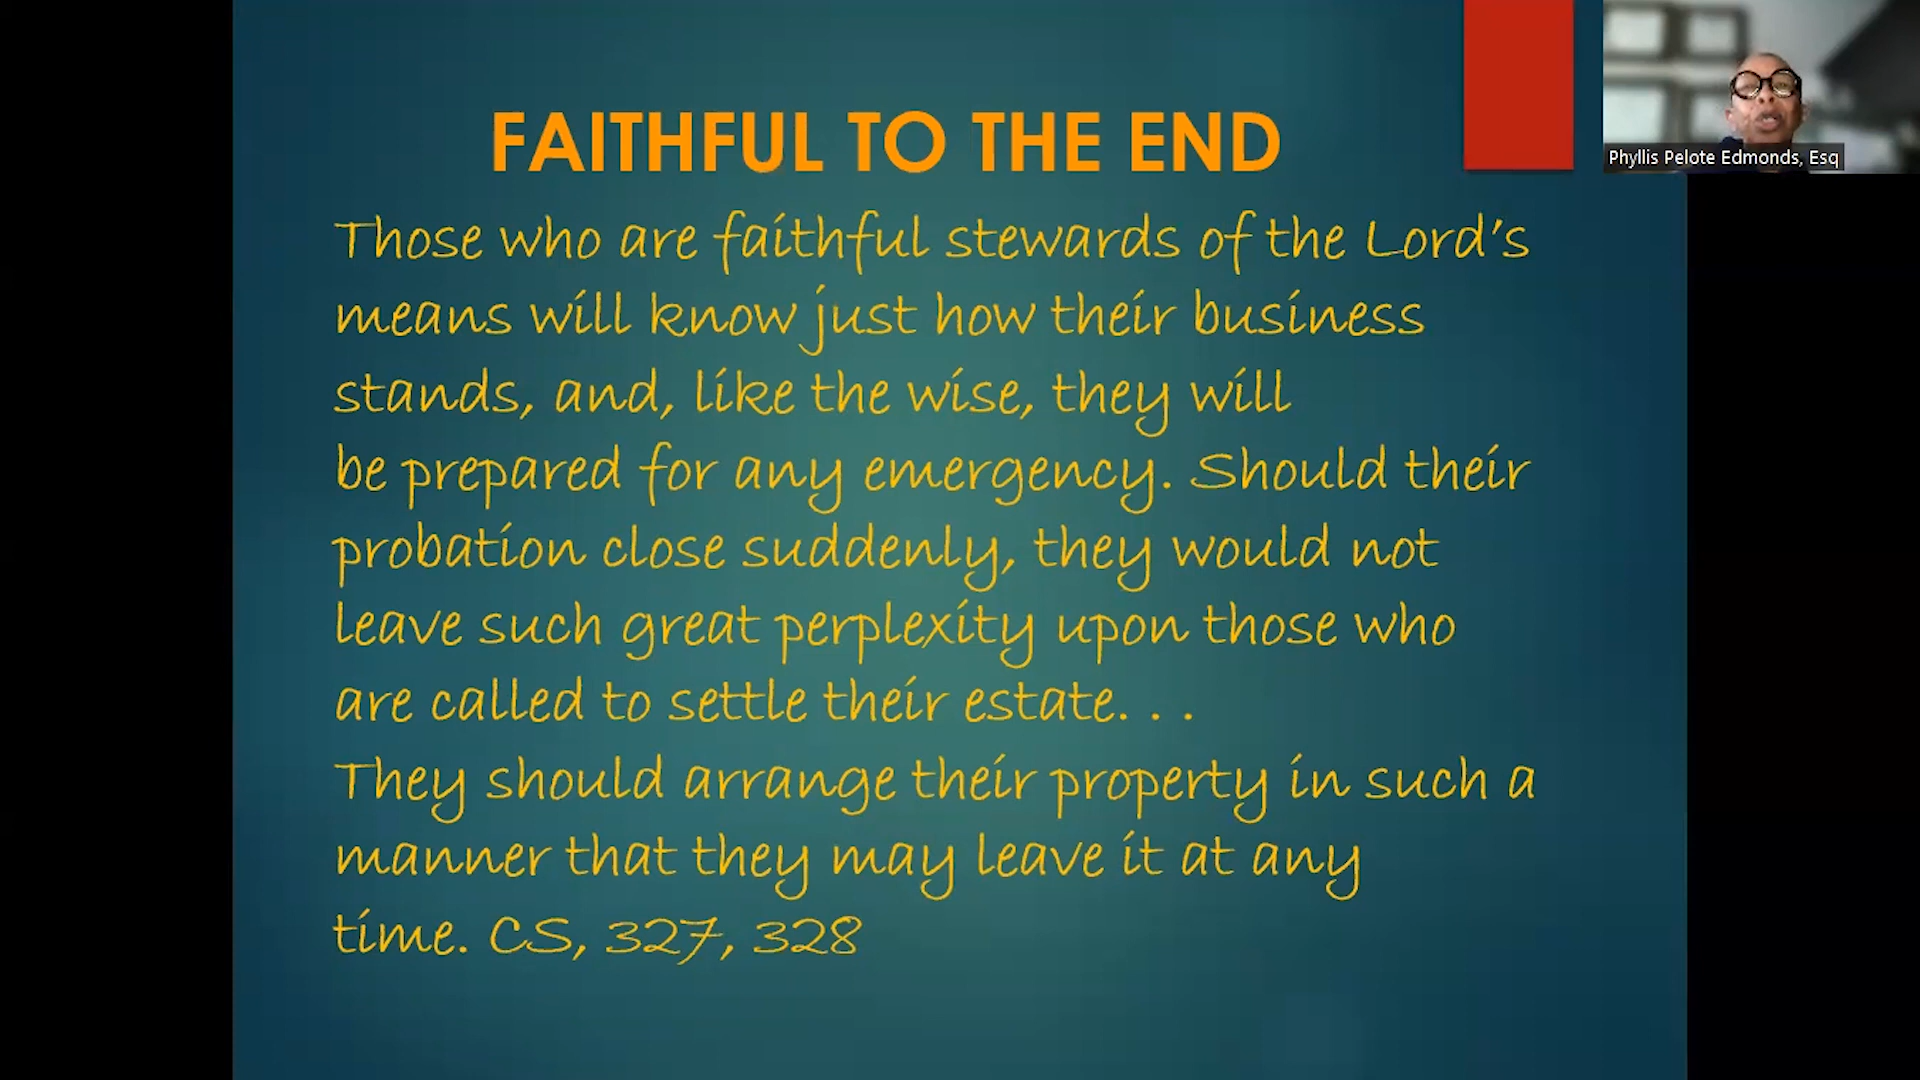 FAITHFUL TO THE END
Phyllis Pelote Edmonds, Esq
Those who are faithful stewards of the Lord's
means will know just how their business
stands, and, like the wise, they will
be prepared for any emergency. Should their
probation close suddenly, they would not
leave such great perplexity upon those who
are called to settle their estate. . .
They should arrange their property in such a
manner that they may leave it at any
time. CS, 327, 328